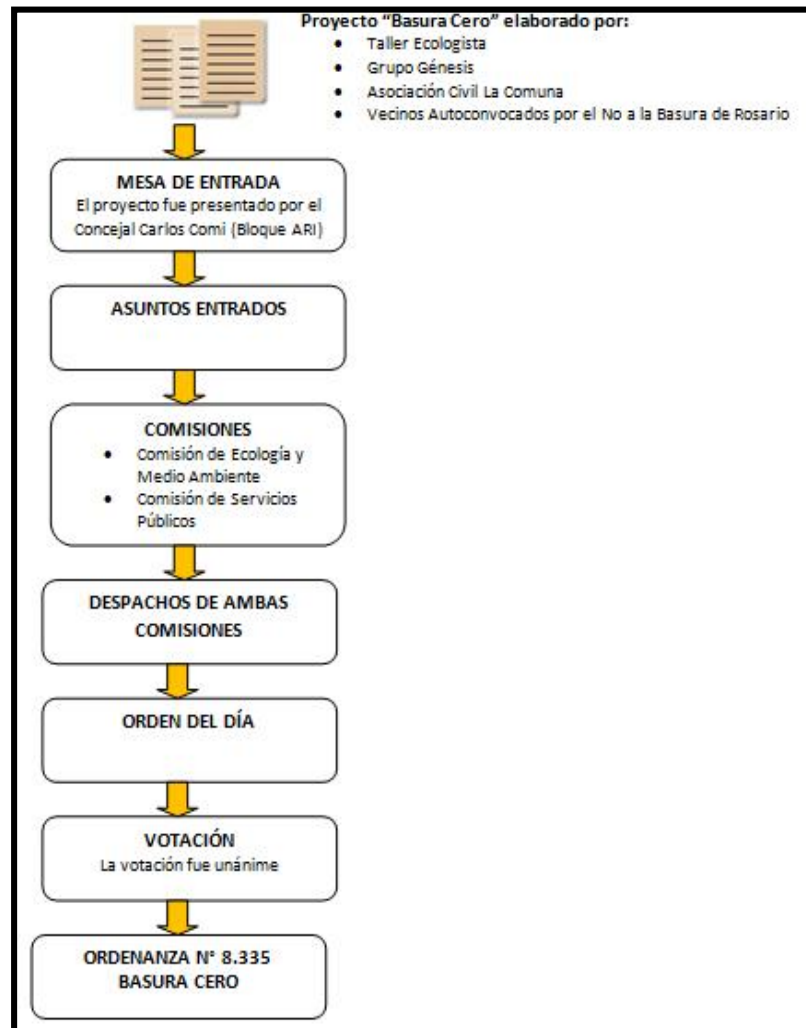 Proyecto “Basura Cero” elaborado por:
• Taller Ecologista
• Grupo Génesis
• Asociación Civil La Comuna
• Vecinos Autoconvocados por el No a la Basura de Rosario
MESA DE ENTRADA
El proyecto fue presentado por el
Concejal Carlos Comi (Bloque ARI)
ASUNTOS ENTRADOS
COMISIONES
• Comisión de Ecología y
Medio Ambiente
• Comisión de Servicios
Públicos
DESPACHOS DE AMBAS
COMISIONES
ORDEN DEL DÍA
VOTACIÓN
La votación fue unánime
ORDENANZA N° 8.335
BASURA CERO